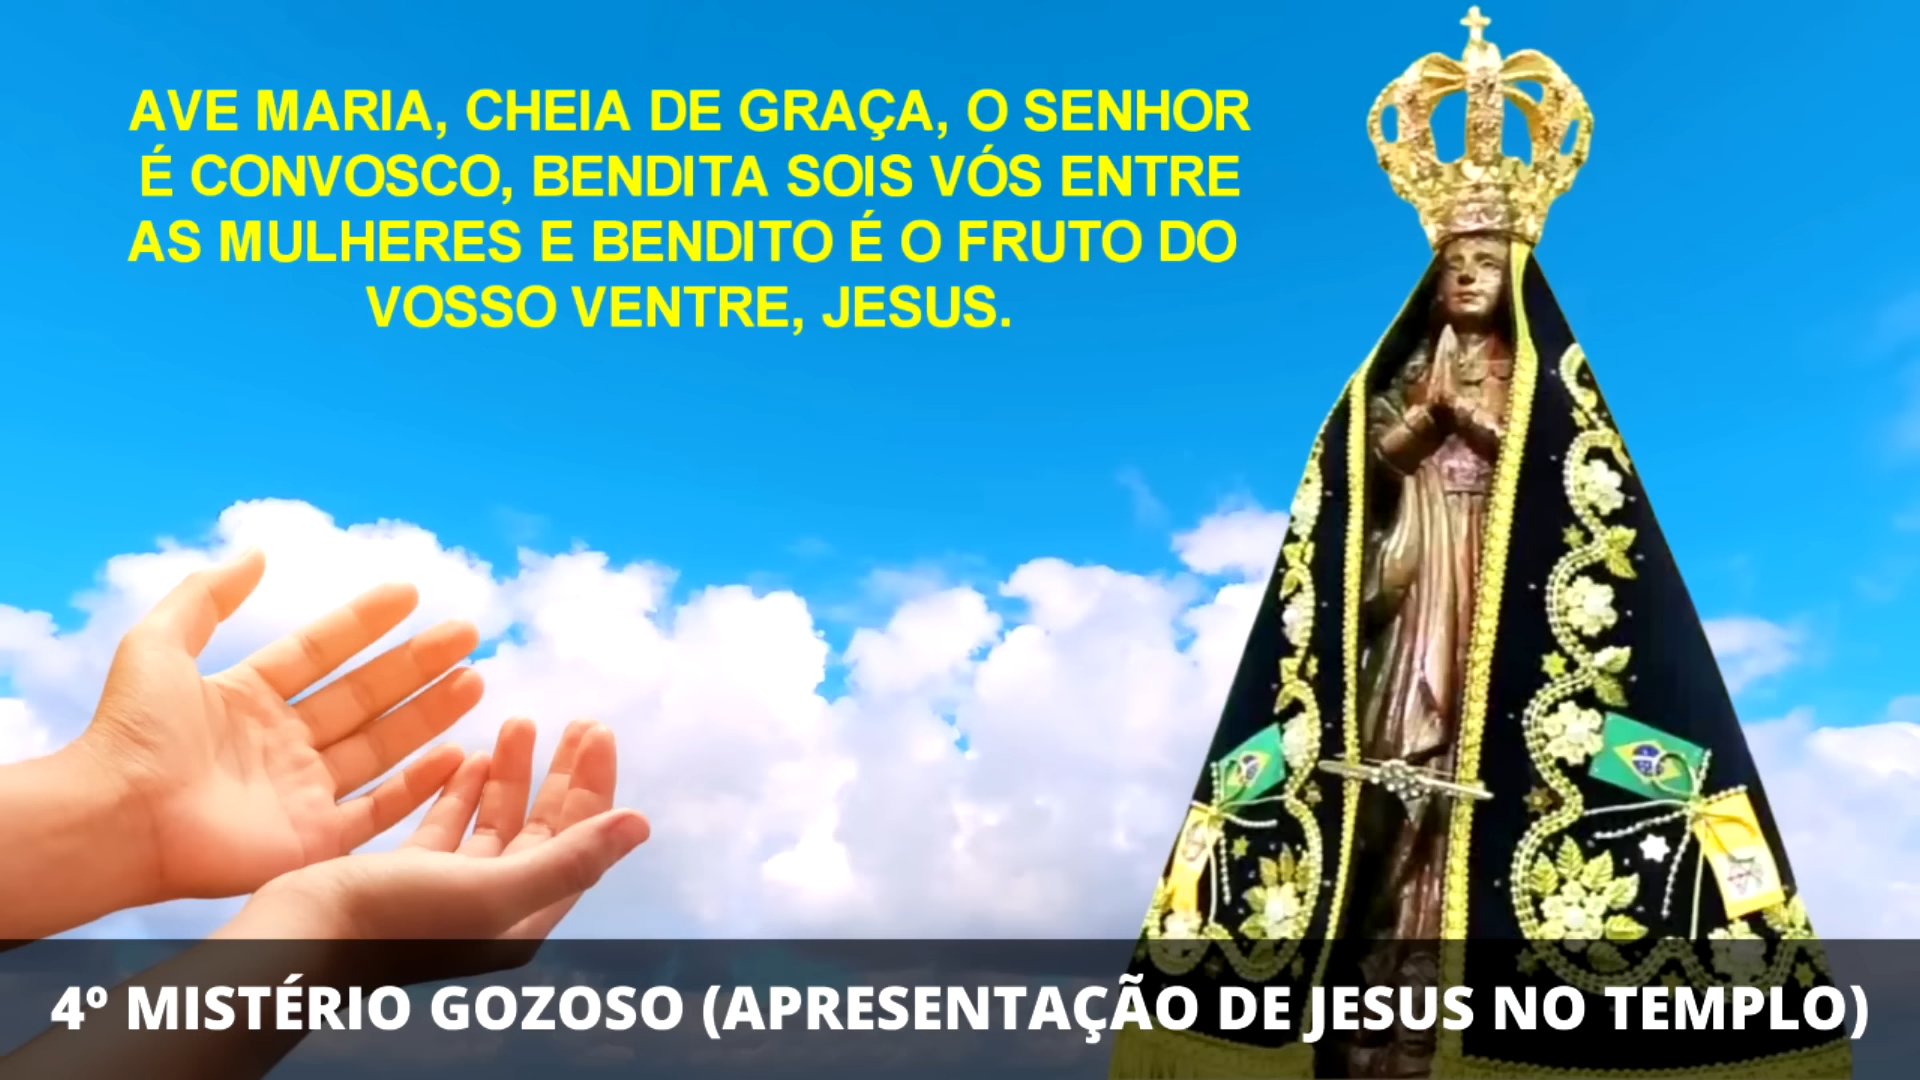 AVE MARIA, CHEIA DE GRAÇA, O SENHOR
É CONVOSCO, BENDITA SOIS VÓS ENTRE
AS MULHERES E BENDITO É O FRUTO DO
VOSSO VENTRE, JESUS.
4º MISTÉRIO GOZOSO (APRESENTAÇÃO DE JESUS NO TEMPLO)